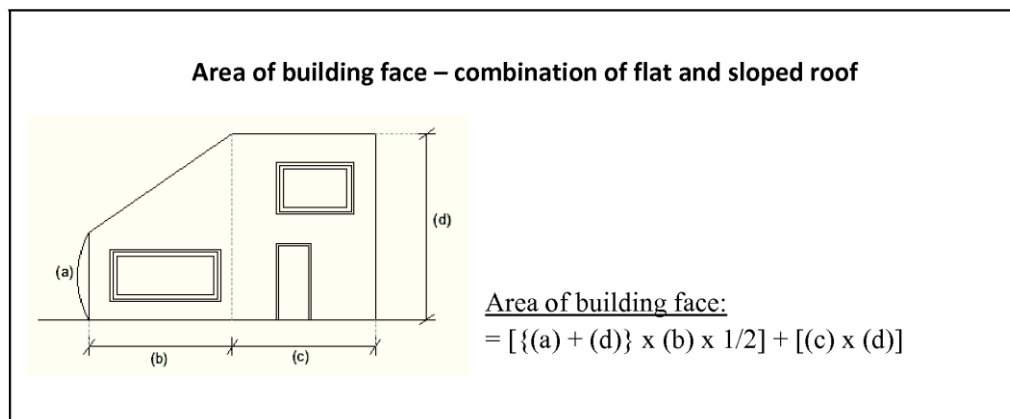 Area of building face – combination of flat and sloped roof
(a)
(d)
(b)
(c)
Area of building face:
= [{(a) + (d)} x (b) x 1/2] + [(c) x (d)]